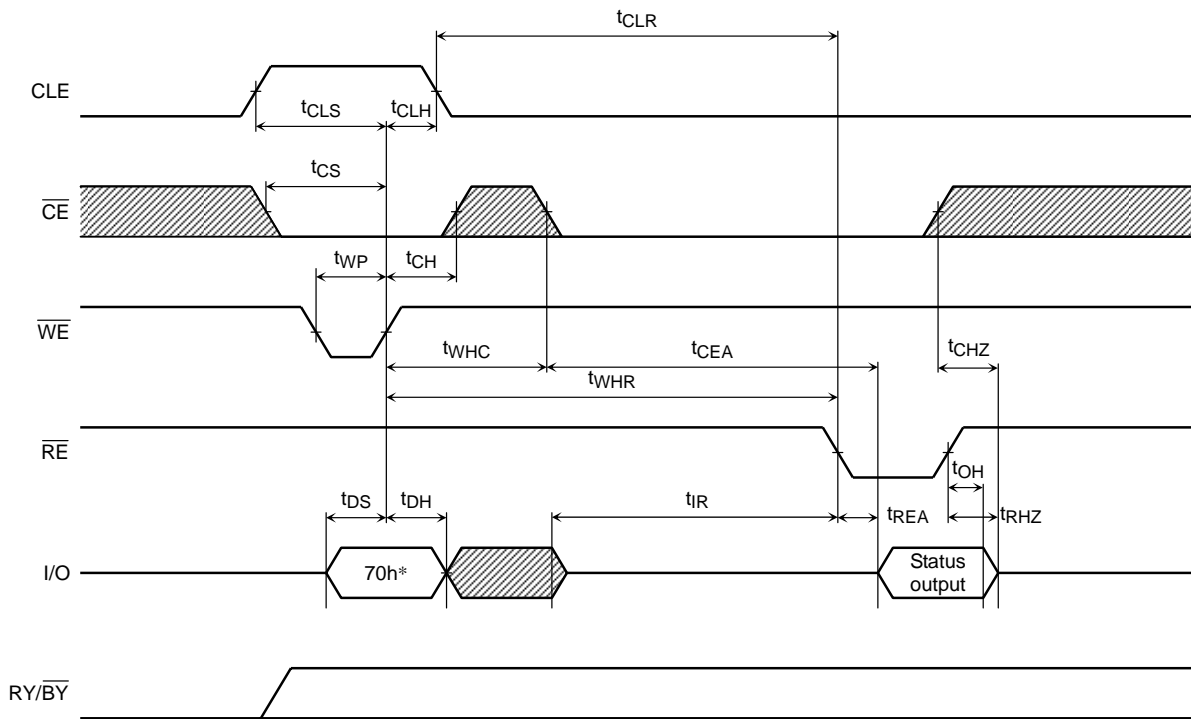 tCLR
CLE
tCLS
tCLH
tCS
CE
tWP
tCH
WE
tWHC
tCEA
tCHZ
tWHR
RE
tOH
tDS
tDH
tIR
tREA
tRHZ
I/O
70h*
Status
output
RY/BY